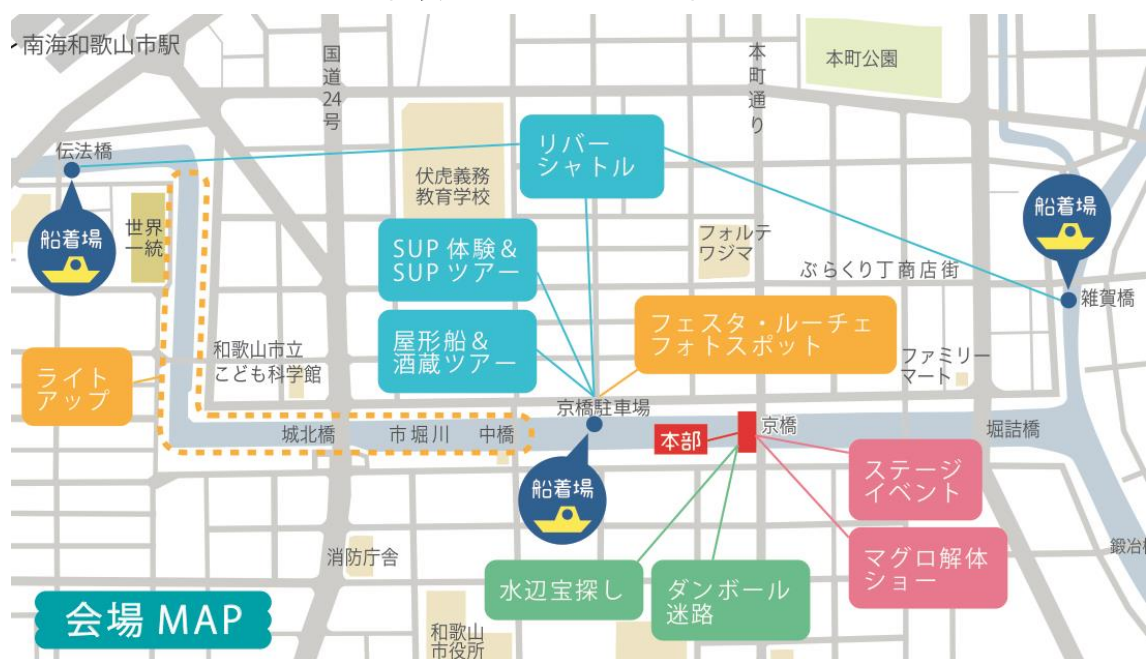 南海和歌山市駅
国道24号
本町通り
本町公園
伝法橋
リバー
シャトル
伏虎義務
教育学校
船着場
世界
一統
船着場
SUP 体験&
SUP ツアー
フォルテ
ワジマ
ぶらくり丁商店街
雑賀橋
屋形船&
酒蔵ツアー
フェスタ・ルーチェ
フォトスポット
和歌山市立
こども科学館
ファミリー
マート
ライト
アップ
京橋駐車場
城北橋
市堀川
中橋
本部
京橋
堀詰橋
船着場
ステージ
イベント
消防庁舎
マグロ解体
ショー
鍛冶橋
水辺宝探し
ダンボール
迷路
会場 MAP
和歌山
市役所